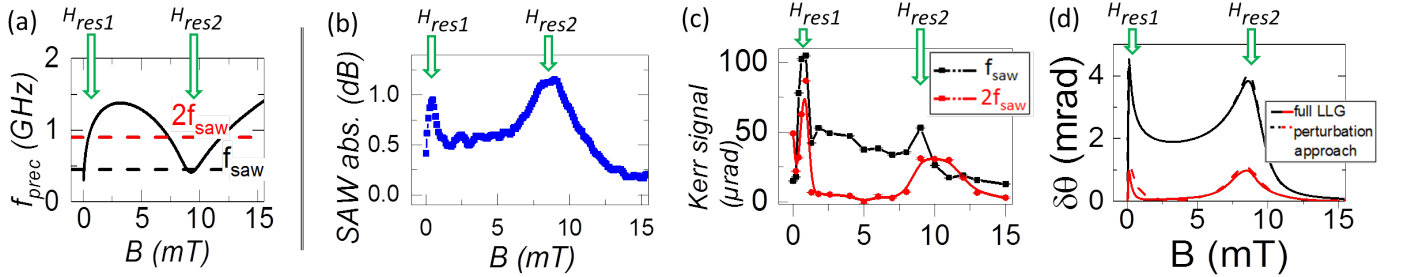 (a)
H_res1
H_res2
f_prec (GHz)
2
1
0
2f_saw
f_saw
0
5
10
15
B (mT)
(b)
H_res1
H_res2
SAW abs. (dB)
1.0
0.5
0.0
0
5
10
15
B (mT)
(c)
H_res1
H_res2
Kerr signal
(μrad)
100
50
0
f_saw
2f_saw
0
5
10
15
B (mT)
(d)
H_res1
H_res2
δθ (mrad)
6
4
2
0
full LLG
perturbation
approach
0
5
10
15
B (mT)